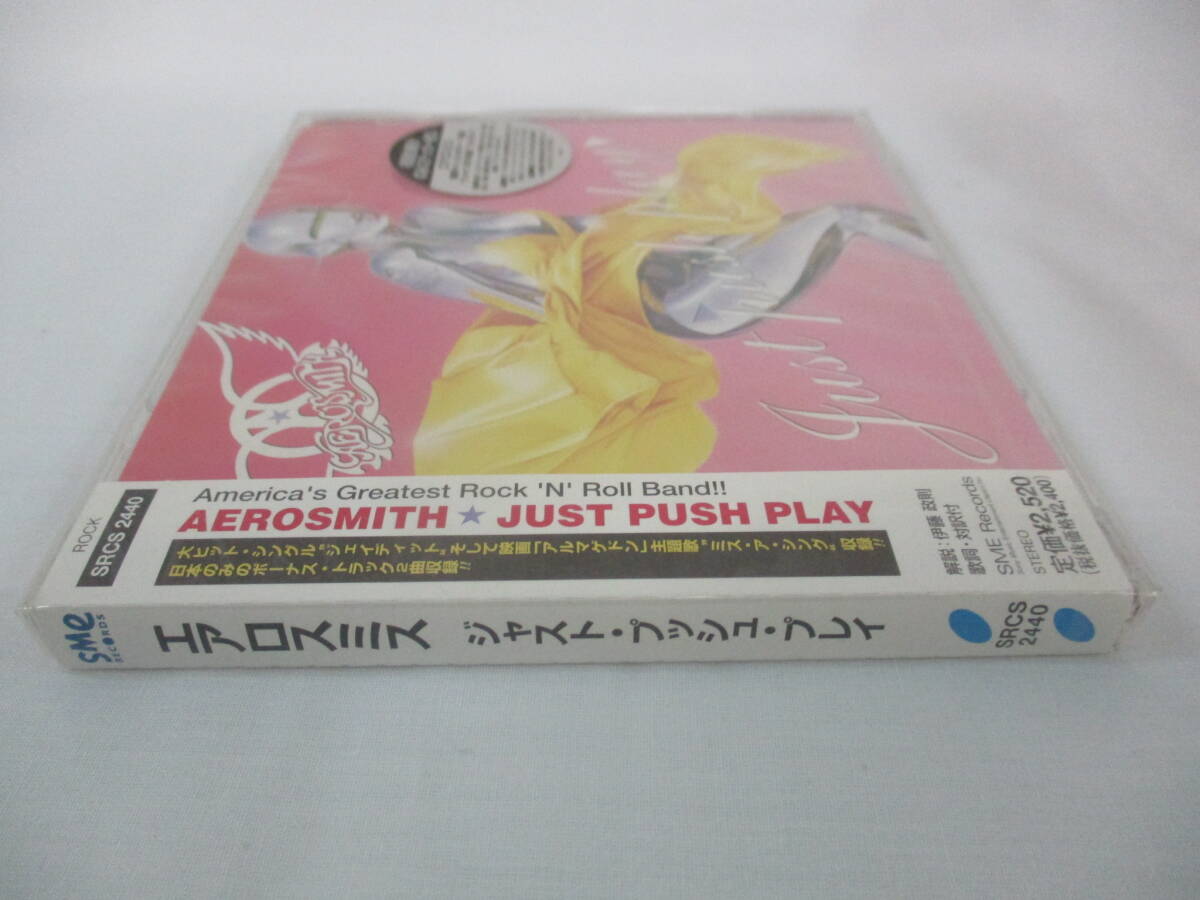 Just Push Play
AEROSMITH
America's Greatest Rock 'N' Roll Band!!
AEROSMITH ★ JUST PUSH PLAY
大ヒット・シングル"ジェイディッド"、そして映画「アルマゲドン」主題歌"ミス・ア・シング"収録!!
日本のみのボーナス・トラック2曲収録!!
ROCK
SRCS 2440
解説:伊藤 政則
歌詞・対訳付
SME Records
STEREO
定価¥2,520
(税抜価格¥2,400)
SME
RECORDS
エアロスミス ジャスト・プッシュ・プレイ
SRCS
2440